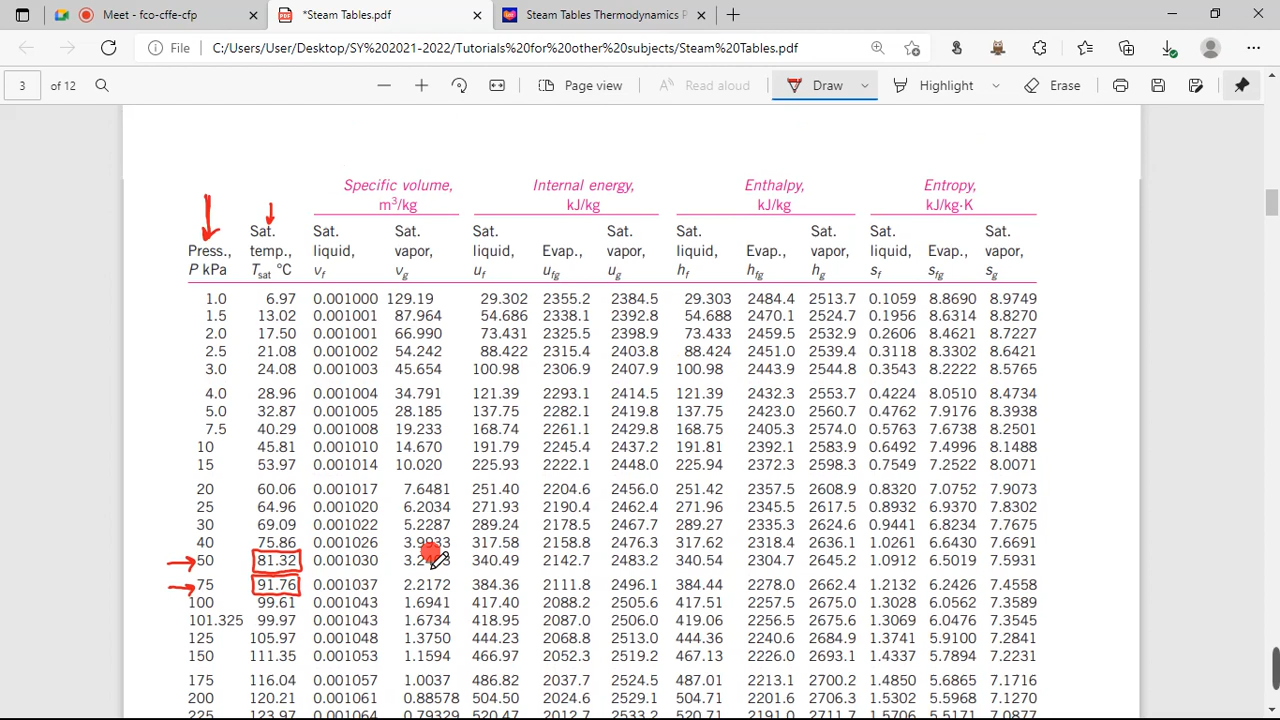 Meet - fco-cffe-cfp
*Steam Tables.pdf
Steam Tables Thermodynamics P
File
C:/Users/User/Desktop/SY%202021-2022/Tutorials%20for%20other%20subjects/Steam%20Tables.pdf
3 of 12
Page view
Read aloud
Draw
Highlight
Erase
Specific volume, Internal energy, Enthalpy, Entropy,
m³/kg kJ/kg kJ/kg kJ/kg·K
Sat. Sat. Sat. Sat. Sat. Sat. Sat. Sat. Sat.
Press., temp., liquid, vapor, liquid, Evap., vapor, liquid, Evap., vapor, liquid, Evap., vapor,
P kPa Tsat °C vf vg uf ufg ug hf hfg hg sf sfg sg
1.0 6.97 0.001000 129.19 29.302 2355.2 2384.5 29.303 2484.4 2513.7 0.1059 8.8690 8.9749
1.5 13.02 0.001001 87.964 54.686 2338.1 2392.8 54.688 2470.1 2524.7 0.1956 8.6314 8.8270
2.0 17.50 0.001001 66.990 73.431 2325.5 2398.9 73.433 2459.5 2532.9 0.2606 8.4621 8.7227
2.5 21.08 0.001002 54.242 88.422 2315.4 2403.8 88.424 2451.0 2539.4 0.3118 8.3302 8.6421
3.0 24.08 0.001003 45.654 100.98 2306.9 2407.9 100.98 2443.9 2544.8 0.3543 8.2222 8.5765
4.0 28.96 0.001004 34.791 121.39 2293.1 2414.5 121.39 2432.3 2553.7 0.4224 8.0510 8.4734
5.0 32.87 0.001005 28.185 137.75 2282.1 2419.8 137.75 2423.0 2560.7 0.4762 7.9176 8.3938
7.5 40.29 0.001008 19.233 168.74 2261.1 2429.8 168.75 2405.3 2574.0 0.5763 7.6738 8.2501
10 45.81 0.001010 14.670 191.79 2245.4 2437.2 191.81 2392.1 2583.9 0.6492 7.4996 8.1488
15 53.97 0.001014 10.020 225.93 2222.1 2448.0 225.94 2372.3 2598.3 0.7549 7.2522 8.0071
20 60.06 0.001017 7.6481 251.40 2204.6 2456.0 251.42 2357.5 2608.9 0.8320 7.0752 7.9073
25 64.96 0.001020 6.2034 271.93 2190.4 2462.4 271.96 2345.5 2617.5 0.8932 6.9370 7.8302
30 69.09 0.001022 5.2287 289.24 2178.5 2467.7 289.27 2335.3 2624.6 0.9441 6.8234 7.7675
40 75.86 0.001026 3.9933 317.58 2158.8 2476.3 317.62 2318.4 2636.1 1.0261 6.6430 7.6691
50 81.32 0.001030 340.49 2142.7 2483.2 340.54 2304.7 2645.2 1.0912 6.5019 7.5931
75 91.76 0.001037 2.2172 384.36 2111.8 2496.1 384.44 2278.0 2662.4 1.2132 6.2426 7.4558
100 99.61 0.001043 1.6941 417.40 2088.2 2505.6 417.51 2257.5 2675.0 1.3028 6.0562 7.3589
101.325 99.97 0.001043 1.6734 418.95 2087.0 2506.0 419.06 2256.5 2675.6 1.3069 6.0476 7.3545
125 105.97 0.001048 1.3750 444.23 2068.8 2513.0 444.36 2240.6 2684.9 1.3741 5.9100 7.2841
150 111.35 0.001053 1.1594 466.97 2052.3 2519.2 467.13 2226.0 2693.1 1.4337 5.7894 7.2231
175 116.04 0.001057 1.0037 486.82 2037.7 2524.5 487.01 2213.1 2700.2 1.4850 5.6865 7.1716
200 120.21 0.001061 0.88578 504.50 2024.6 2529.1 504.71 2201.6 2706.3 1.5302 5.5968 7.1270
225 123.97 0.001064 0.79329 520.47 2012.7 2533.2 520.71 2191.0 2711.7 1.5706 5.5171 7.0877